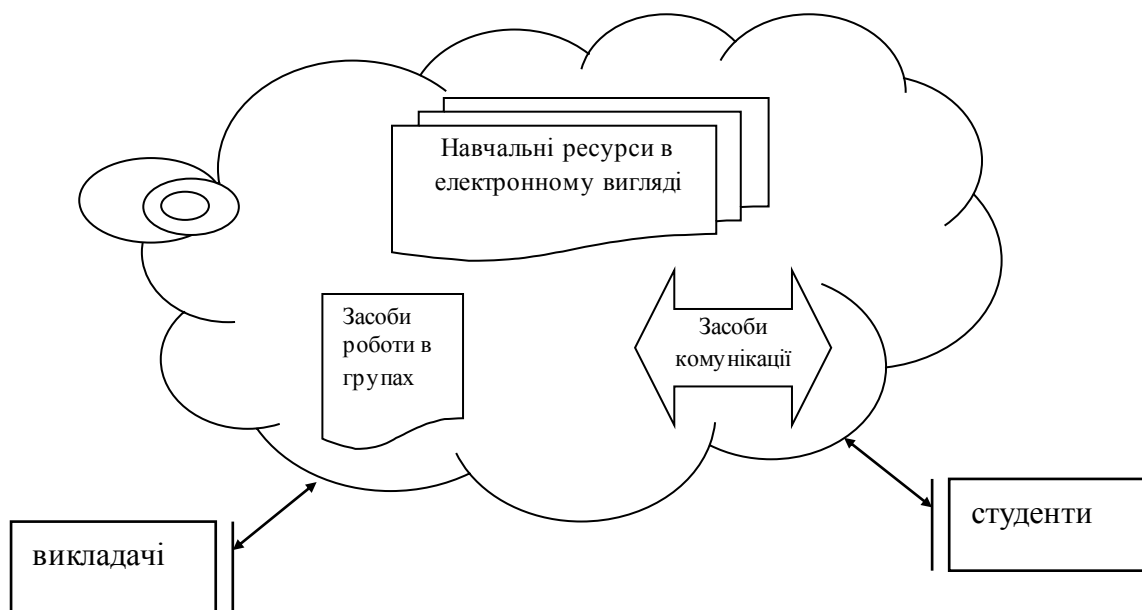 Навчальні ресурси в
електронному вигляді
Засоби
роботи в
групах
Засоби
комунікації
студенти
викладачі